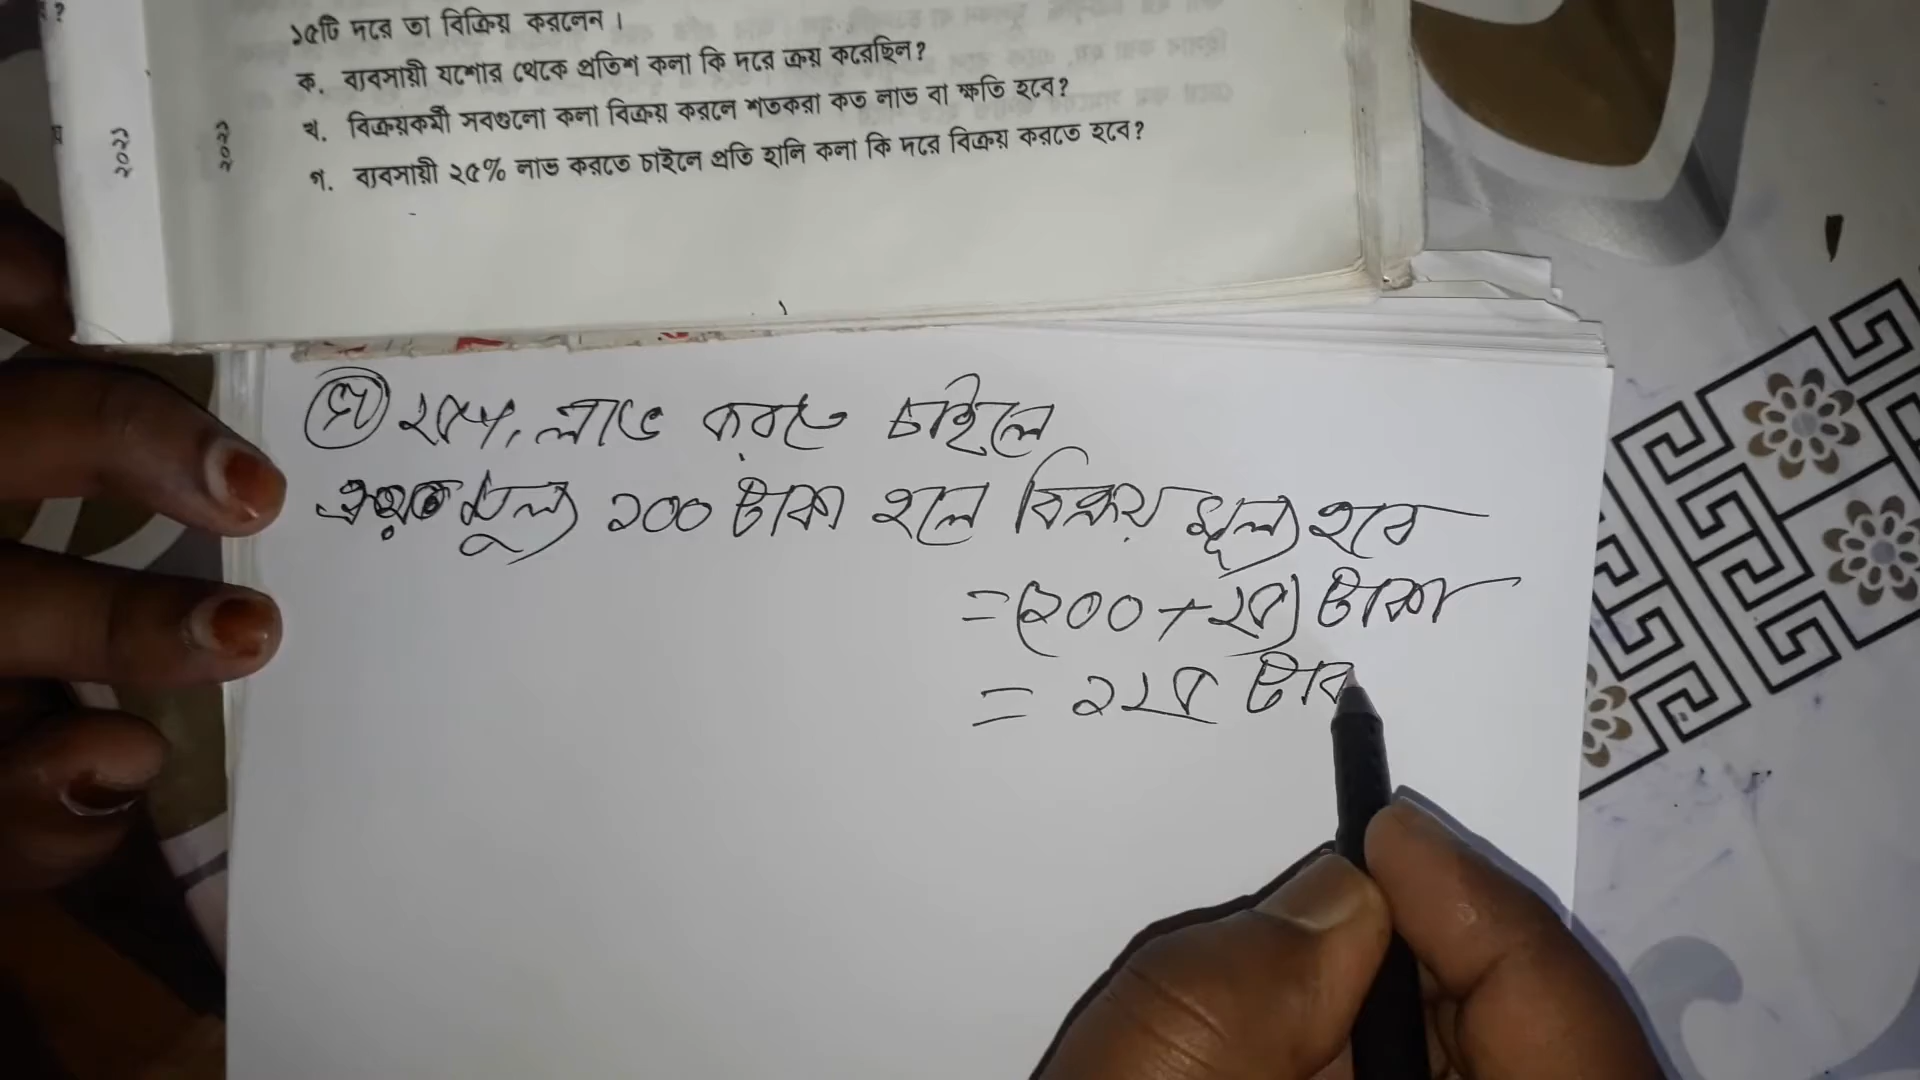 ?
১৫টি দরে তা বিক্রয় করলেন।
ক. ব্যবসায়ী যশোর থেকে প্রতিশ কলা কি দরে ক্রয় করেছিল?
খ. বিক্রয়কর্মী সবগুলো কলা বিক্রয় করলে শতকরা কত লাভ বা ক্ষতি হবে?
গ. ব্যবসায়ী ২৫% লাভ করতে চাইলে প্রতি হালি কলা কি দরে বিক্রয় করতে হবে?
২০২২
২০২২
গ ২৫% লাভ করতে চাইলে
ক্রয় মূল্য ১০০ টাকা হলে বিক্রয় মূল্য হবে
=(১০০+২৫) টাকা
= ১২৫ টাক